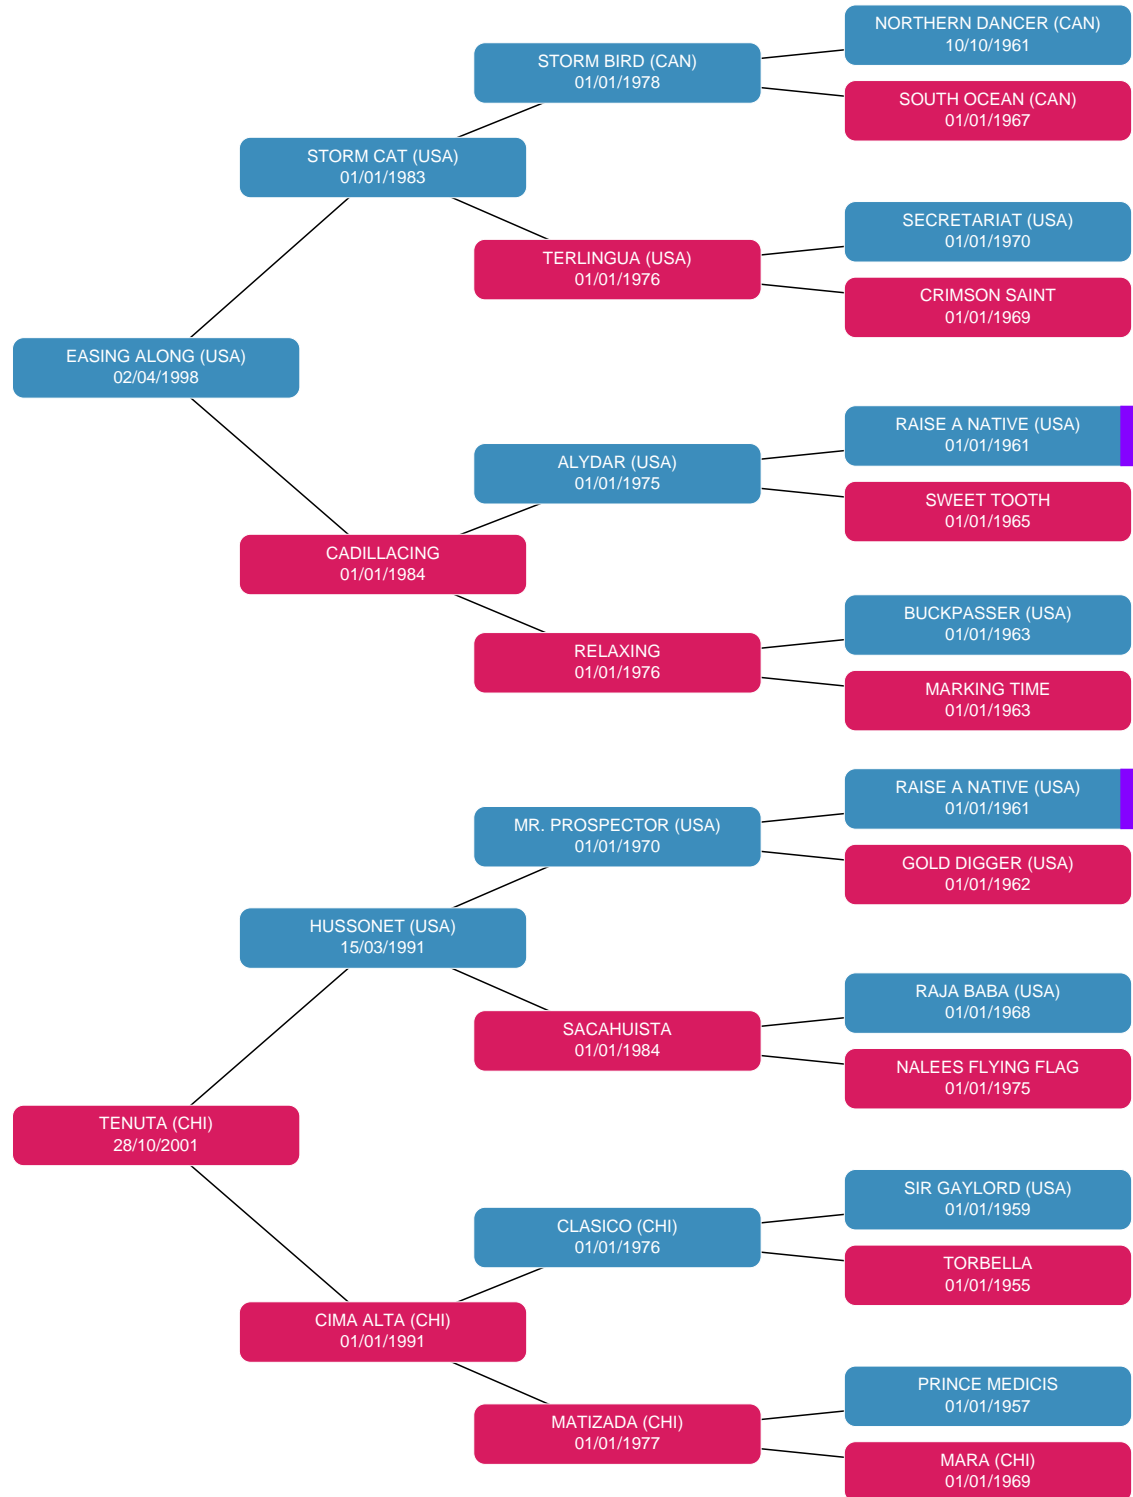 NORTHERN DANCER (CAN)
10/10/1961
STORM BIRD (CAN)
01/01/1978
SOUTH OCEAN (CAN)
01/01/1967
STORM CAT (USA)
01/01/1983
SECRETARIAT (USA)
01/01/1970
TERLINGUA (USA)
01/01/1976
CRIMSON SAINT
01/01/1969
EASING ALONG (USA)
02/04/1998
RAISE A NATIVE (USA)
01/01/1961
ALYDAR (USA)
01/01/1975
SWEET TOOTH
01/01/1965
CADILLACING
01/01/1984
BUCKPASSER (USA)
01/01/1963
RELAXING
01/01/1976
MARKING TIME
01/01/1963
RAISE A NATIVE (USA)
01/01/1961
MR. PROSPECTOR (USA)
01/01/1970
GOLD DIGGER (USA)
01/01/1962
HUSSONET (USA)
15/03/1991
RAJA BABA (USA)
01/01/1968
SACAHUISTA
01/01/1984
NALEES FLYING FLAG
01/01/1975
TENUTA (CHI)
28/10/2001
SIR GAYLORD (USA)
01/01/1959
CLASICO (CHI)
01/01/1976
TORBELLA
01/01/1955
CIMA ALTA (CHI)
01/01/1991
PRINCE MEDICIS
01/01/1957
MATIZADA (CHI)
01/01/1977
MARA (CHI)
01/01/1969